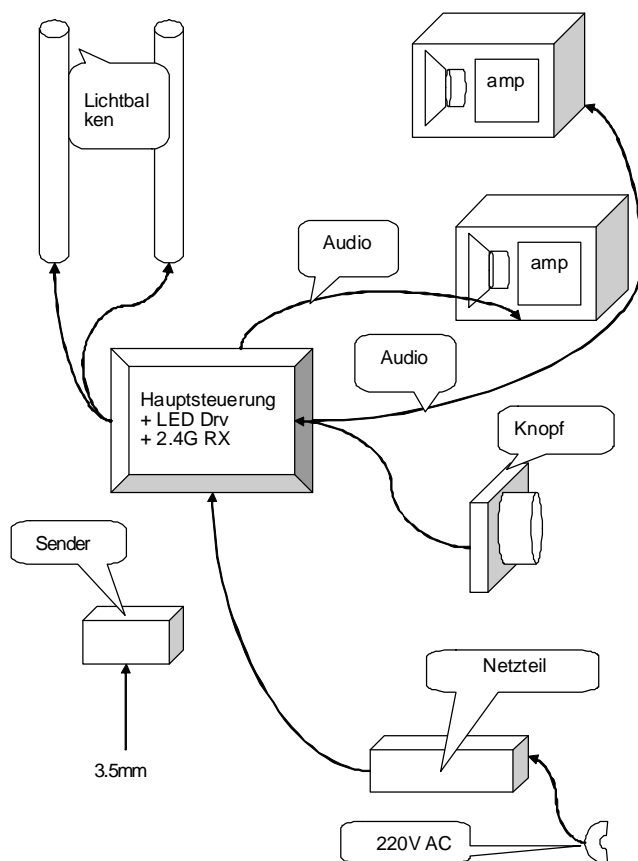 amp
Lichtbal
ken
Audio
amp
Audio
Hauptsteuerung
+ LED Drv
+ 2.4G RX
Knopf
Sender
Netzteil
3.5mm
220V AC